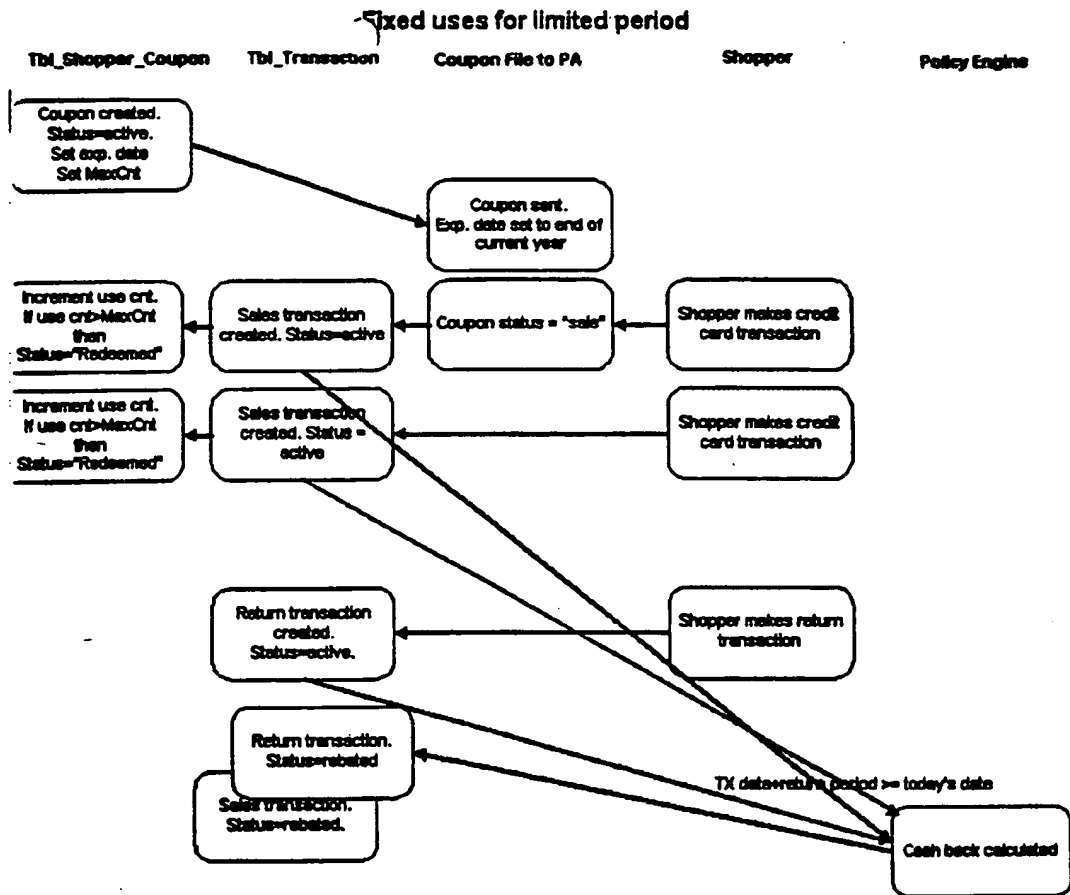 Fixed uses for limited period
Tbl_Shopper_Coupon Tbl_Transaction Coupon File to PA Shopper Policy Engine
Coupon created.
Status=active.
Set exp. date
Set MaxCnt
Coupon sent.
Exp. date set to end of
current year
Increment use cnt.
If use cnt>MaxCnt
then
Status="Redeemed"
Sales transaction
created. Status=active
Coupon status = "sale"
Shopper makes credit
card transaction
Increment use cnt.
If use cnt>MaxCnt
then
Status="Redeemed"
Sales transaction
created. Status =
active
Shopper makes credit
card transaction
Return transaction
created.
Status=active.
Shopper makes return
transaction
Return transaction.
Status=rebated
Sales transaction.
Status=rebated.
TX date+return period >= today's date
Cash back calculated